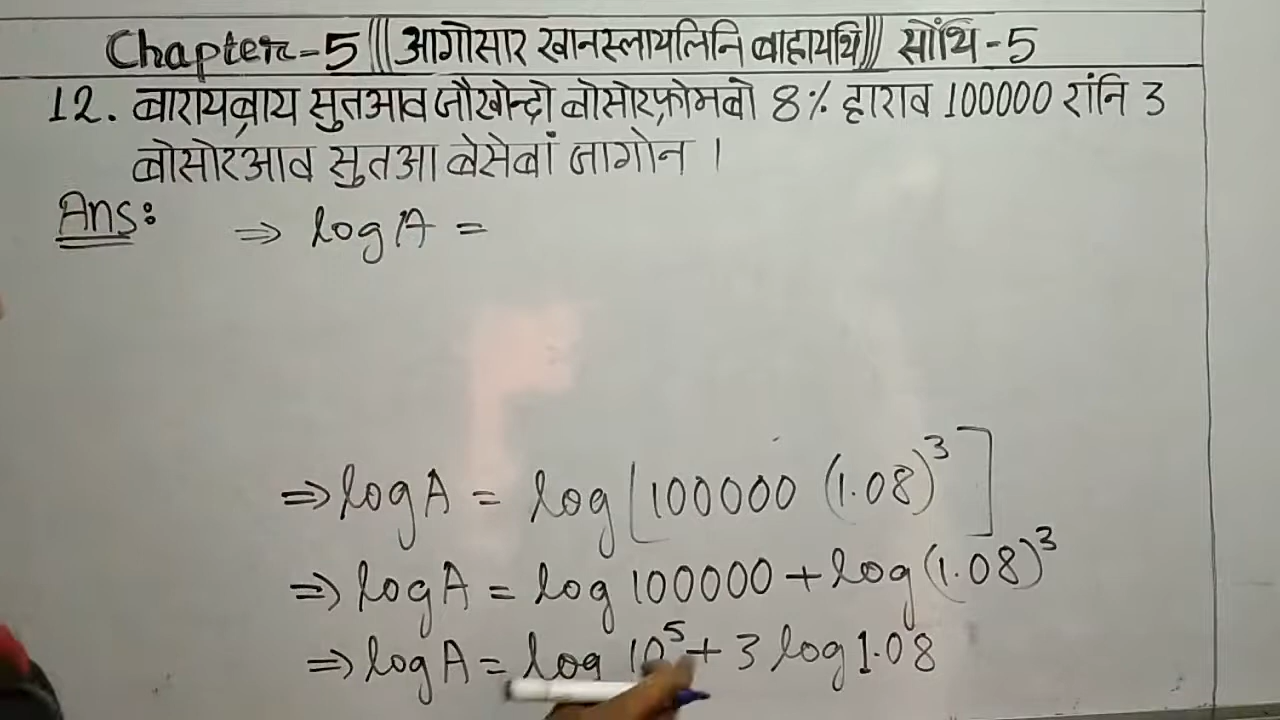 Chapter-5 ||| आगोसार खानस्लायलिनि बाहायथि ||| सोंथि-5
12. बारायब्राय सुतआव जौखोन्दो बोसोरफ्रोमबो 8% हाराव 100000 रांनि 3
बोसोरआव सुतआ बेसेबां जागोन ।
Ans: ⇒ log A =
⇒ log A = log [100000 (1.08)³]
⇒ log A = log 100000 + log (1.08)³
⇒ log A = log 10⁵ + 3 log 1.08